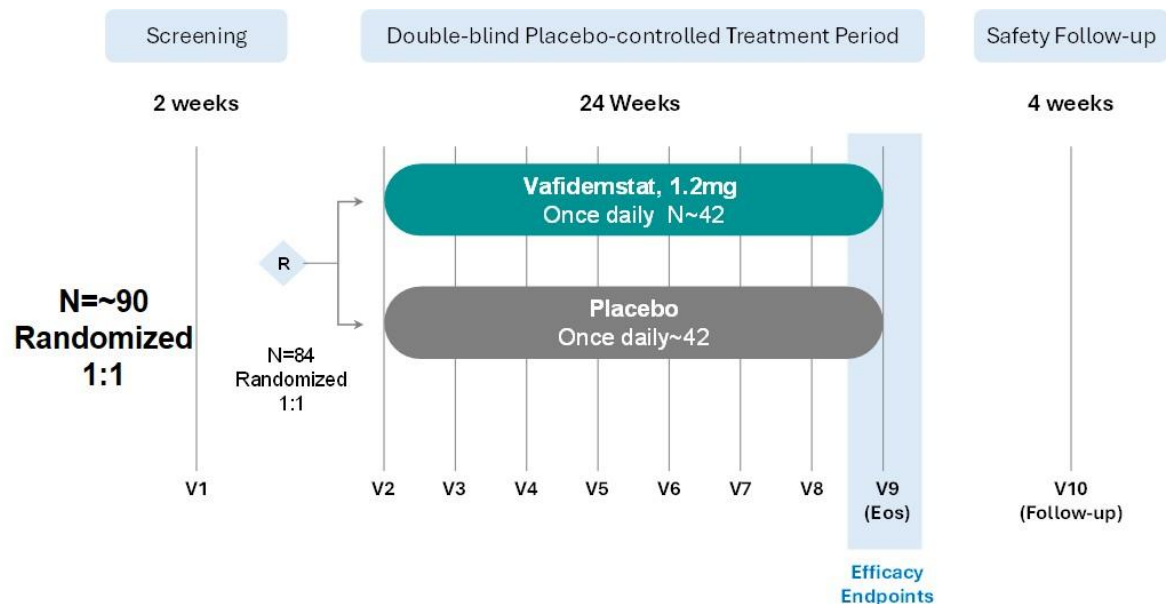 Screening
Double-blind Placebo-controlled Treatment Period
Safety Follow-up
2 weeks
24 Weeks
4 weeks
Vafidemstat, 1.2mg
Once daily  N~42
R
N=~90
Randomized
1:1
Placebo
Once daily~42
N=84
Randomized
1:1
V1
V2
V3
V4
V5
V6
V7
V8
V9
(Eos)
V10
(Follow-up)
Efficacy
Endpoints